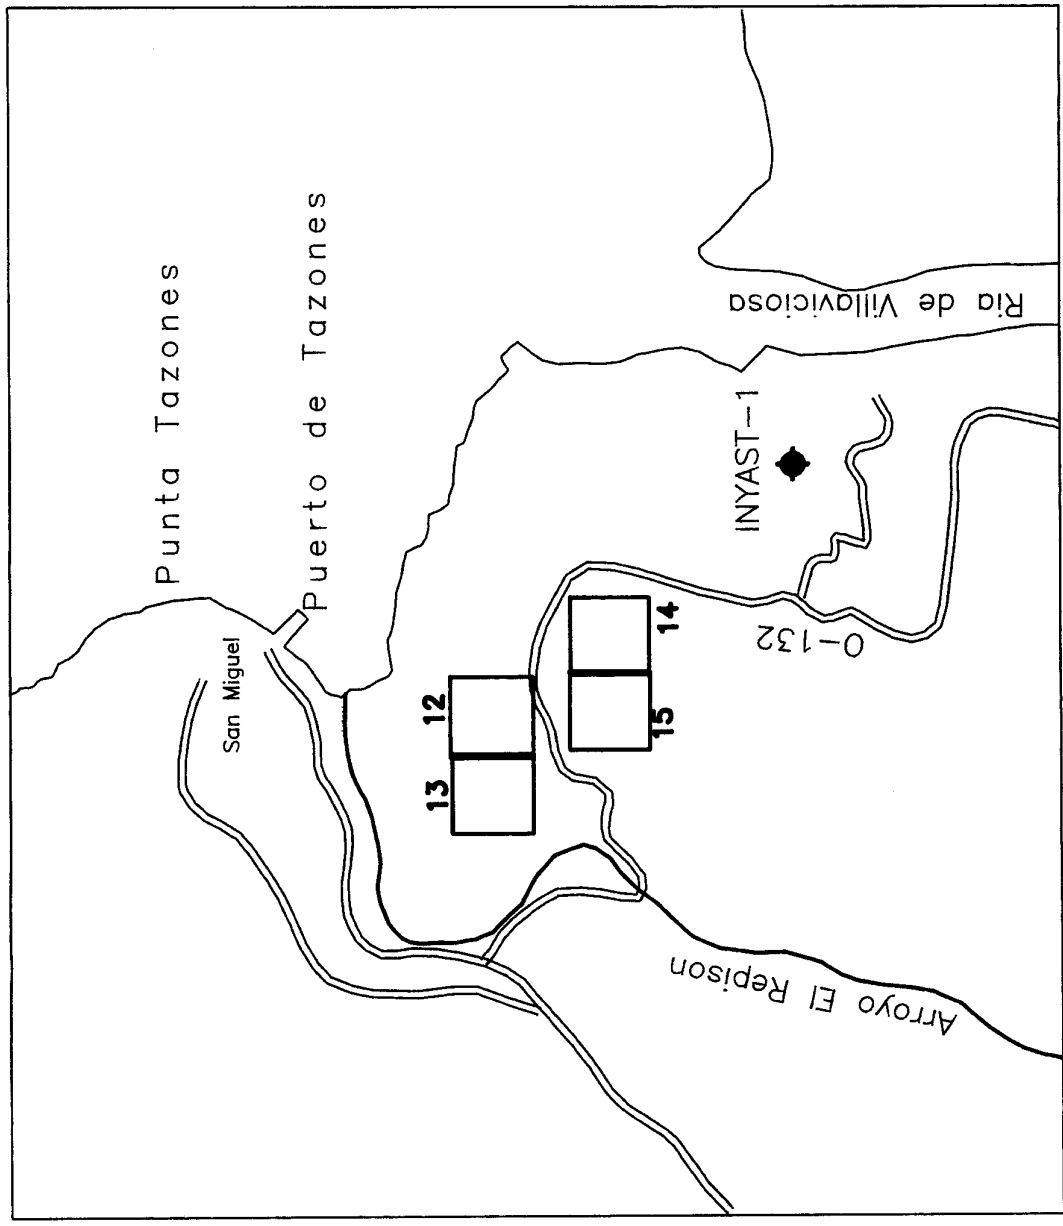 Punta Tazones
Puerto de Tazones
San Miguel
Ria de Villaviciosa
INYAST-1
12
13
14
15
O-132
Arroyo El Repison